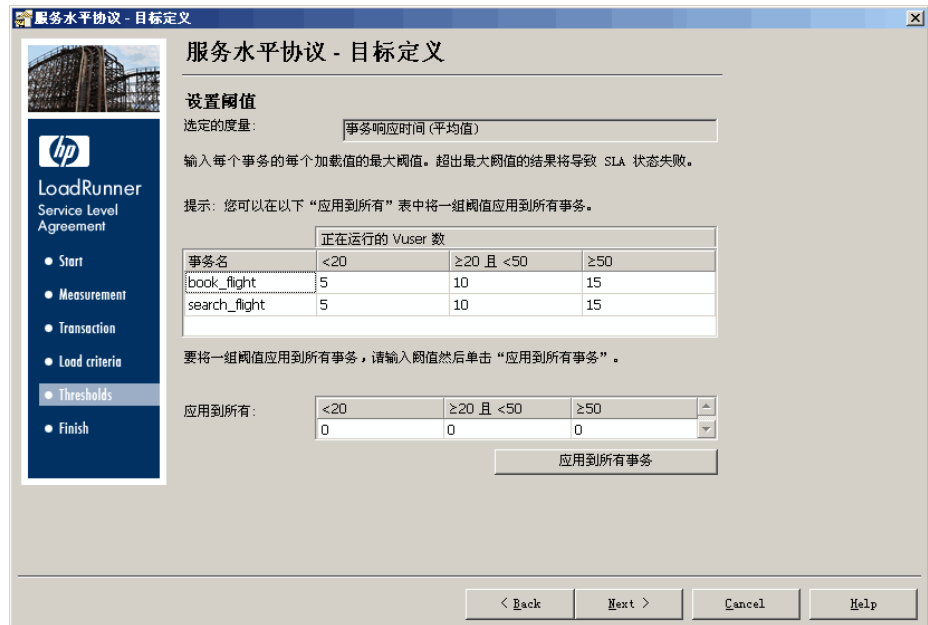 服务水平协议 - 目标定义
服务水平协议 - 目标定义
设置阈值
选定的度量:
事务响应时间(平均值)
输入每个事务的每个加载值的最大阈值。超出最大阈值的结果将导致 SLA 状态失败。
提示: 您可以在以下“应用到所有”表中将一组阈值应用到所有事务。
hp
LoadRunner
Service Level
Agreement
Start
Measurement
Transaction
Load criteria
Thresholds
Finish
正在运行的 Vuser 数
事务名 <20 ≥20 且 <50 ≥50
book_flight 5 10 15
search_flight 5 10 15
要将一组阈值应用到所有事务,请输入阈值然后单击“应用到所有事务”。
应用到所有:
<20 ≥20 且 <50 ≥50
0 0 0
应用到所有事务
< Back Next > Cancel Help